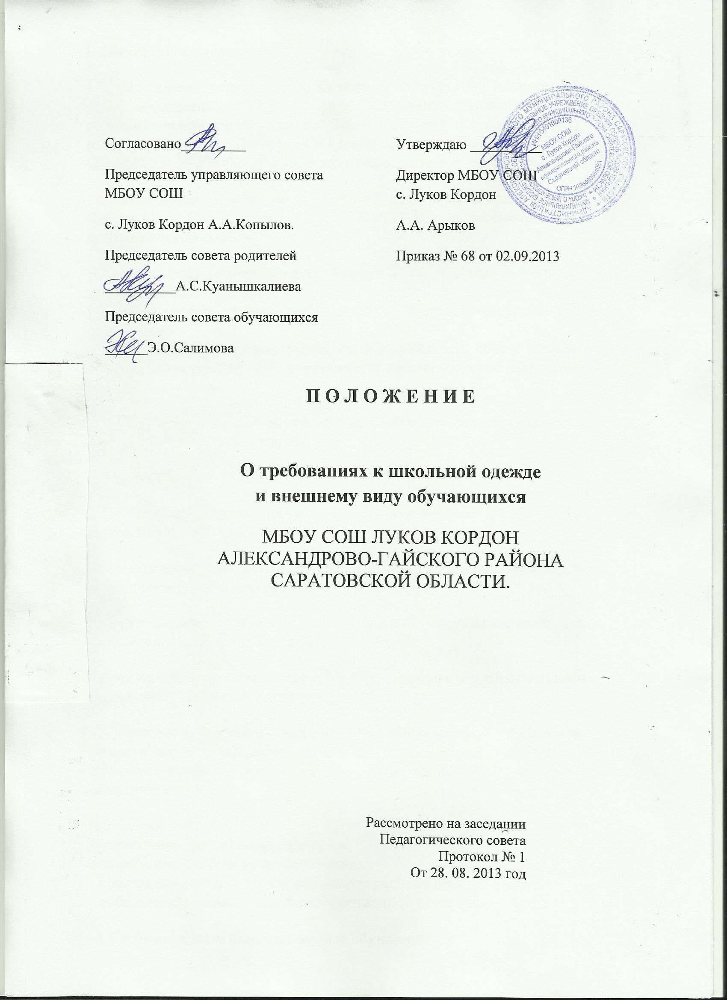 Согласовано
Председатель управляющего совета
МБОУ СОШ
с. Луков Кордон А.А.Копылов.
Председатель совета родителей
А.С.Куанышкалиева
Председатель совета обучающихся
Э.О.Салимова
Утверждаю
Директор МБОУ СОШ
с. Луков Кордон
А.А. Арыков
Приказ № 68 от 02.09.2013
ИНН 6401000136
МБОУ СОШ
с. Луков Кордон
Александрово-Гайского
муниципального района
Саратовской области
П О Л О Ж Е Н И Е
О требованиях к школьной одежде
и внешнему виду обучающихся
МБОУ СОШ ЛУКОВ КОРДОН
АЛЕКСАНДРОВО-ГАЙСКОГО РАЙОНА
САРАТОВСКОЙ ОБЛАСТИ.
Рассмотрено на заседании
Педагогического совета
Протокол № 1
От 28. 08. 2013 год